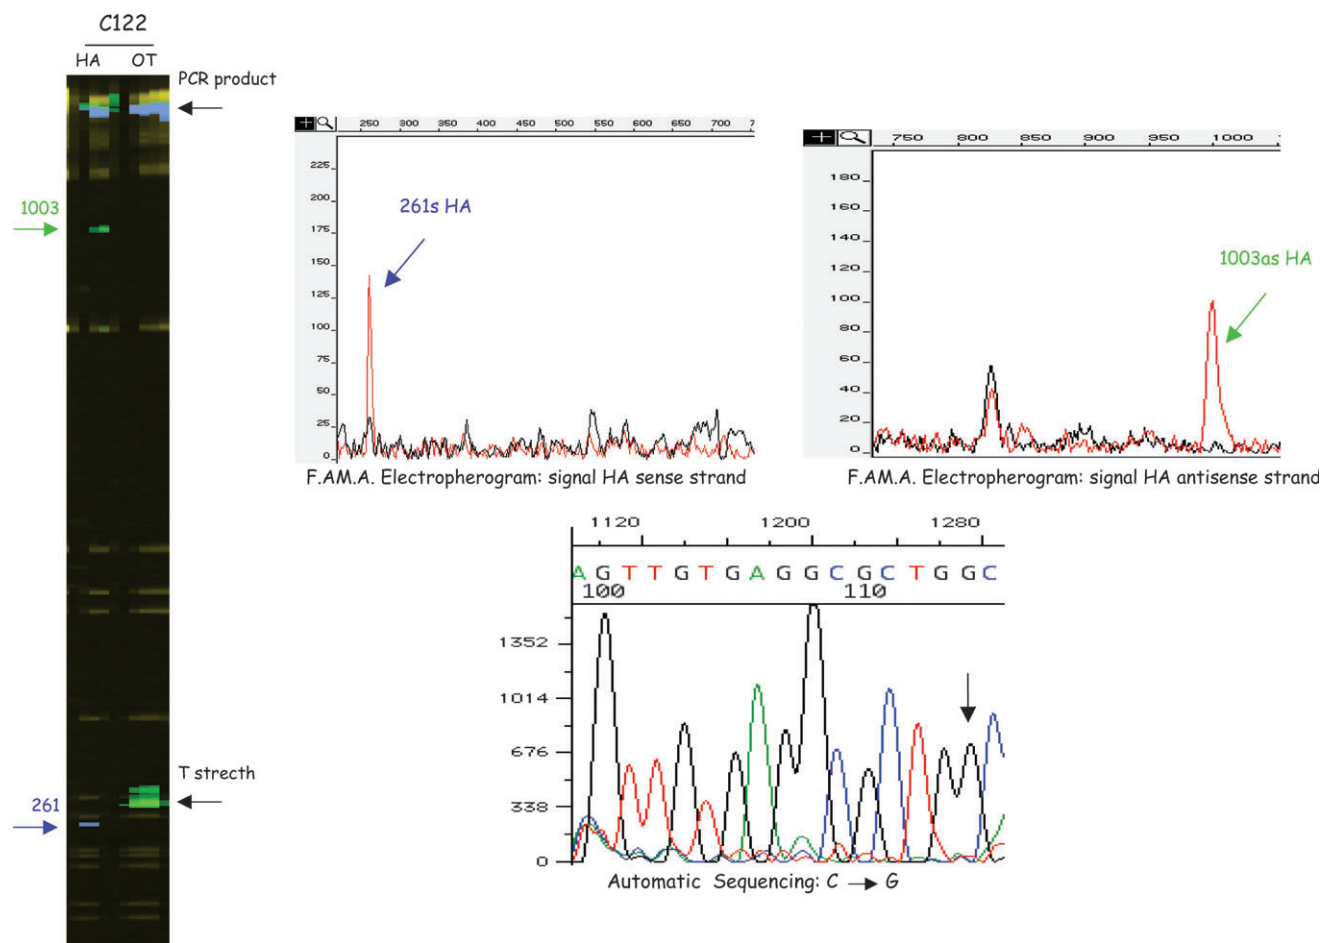 C122
HA OT
PCR product
1003
T strecth
261
250 300 350 400 450 500 550 600 650 700 7
225
200
175
150
125
100
75
50
25
0
261s HA
F.AM.A. Electropherogram: signal HA sense strand
750 800 850 900 950 1000
180
160
140
120
100
80
60
40
20
0
1003as HA
F.AM.A. Electropherogram: signal HA antisense strand
1120 1200 1280
A G T T G T G A G G C G C T G G C
100 110
1352
1014
676
338
0
Automatic Sequencing: C → G